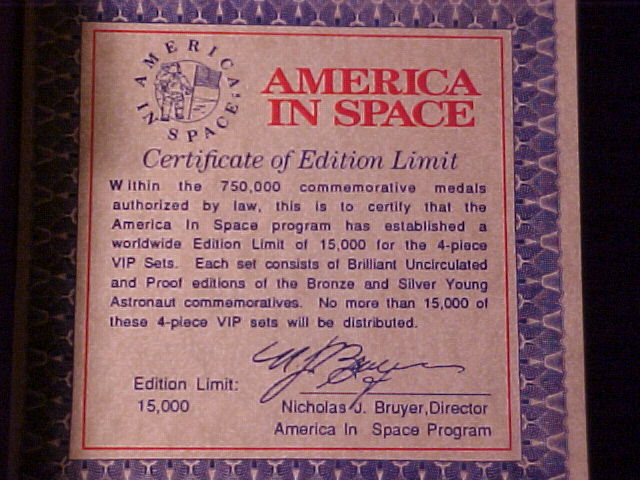 AMERICA
IN SPACE
AMERICA
IN SPACE
Certificate of Edition Limit
Within the 750,000 commemorative medals
authorized by law, this is to certify that the
America In Space program has established a
worldwide Edition Limit of 15,000 for the 4-piece
VIP Sets. Each set consists of Brilliant Uncirculated
and Proof editions of the Bronze and Silver Young
Astronaut commemoratives. No more than 15,000 of
these 4-piece VIP sets will be distributed.
Edition Limit:
15,000
Nicholas J. Bruyer,Director
America In Space Program